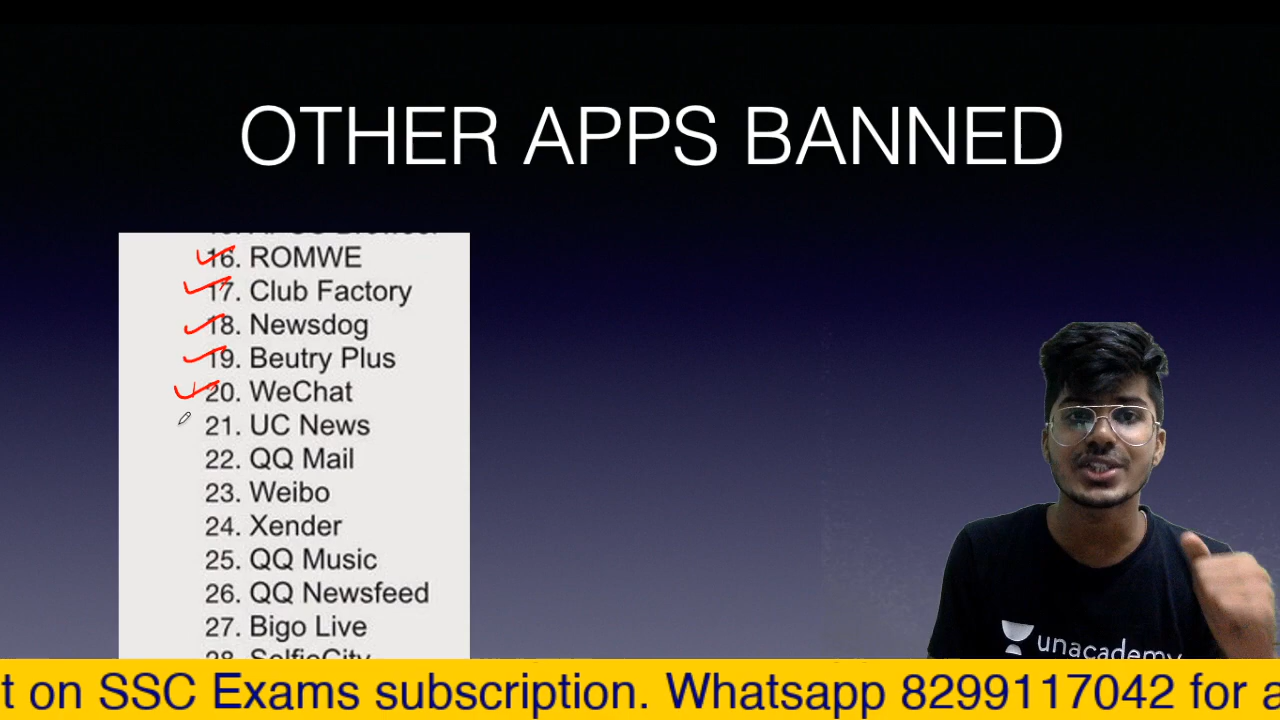 OTHER APPS BANNED
16. ROMWE
17. Club Factory
18. Newsdog
19. Beutry Plus
20. WeChat
21. UC News
22. QQ Mail
23. Weibo
24. Xender
25. QQ Music
26. QQ Newsfeed
27. Bigo Live
28. SelfieCity
unacademy
t on SSC Exams subscription. Whatsapp 8299117042 for a